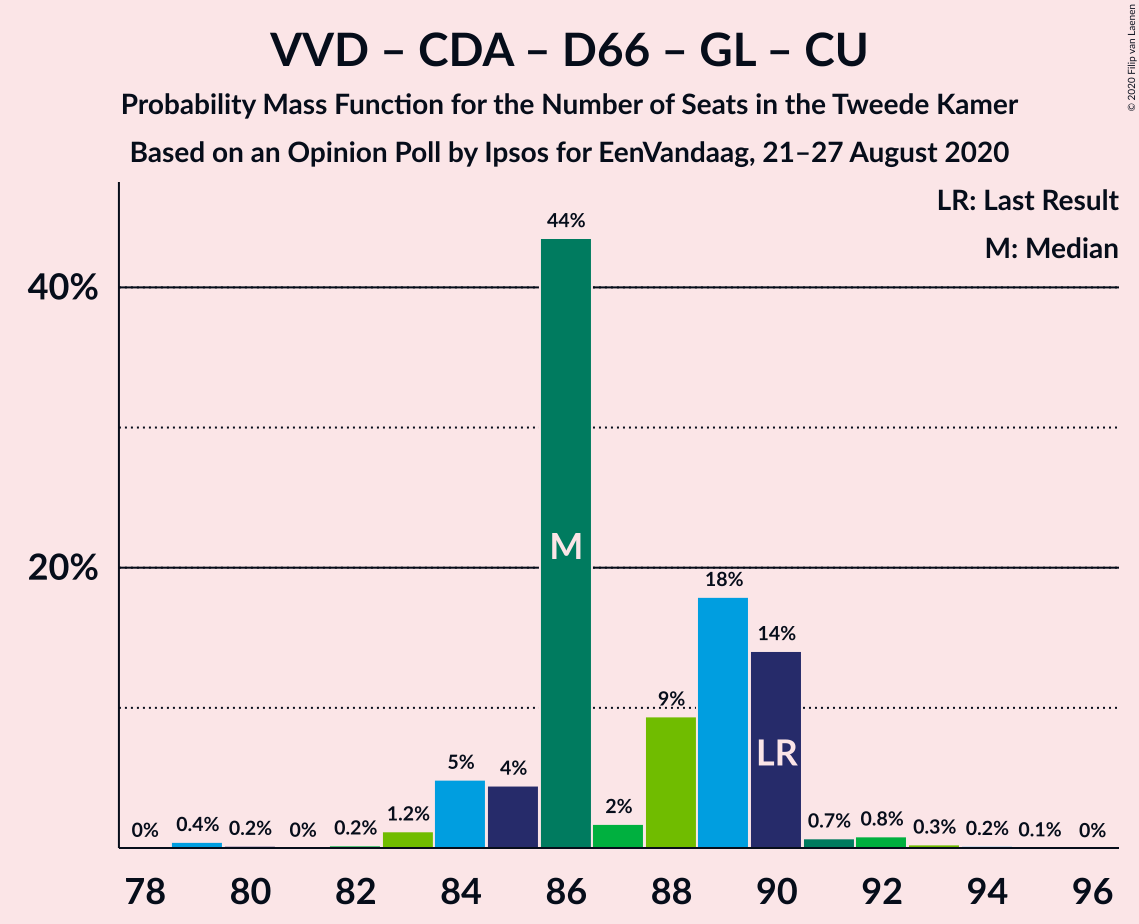 VVD – CDA – D66 – GL – CU
Probability Mass Function for the Number of Seats in the Tweede Kamer
Based on an Opinion Poll by Ipsos for EenVandaag, 21–27 August 2020
© 2020 Filip van Laenen
LR: Last Result
M: Median
40%
20%
0%
0.4%
0.2%
0%
0.2%
1.2%
5%
4%
44%
2%
9%
18%
14%
0.7%
0.8%
0.3%
0.2%
0.1%
0%
M
LR
78 80 82 84 86 88 90 92 94 96